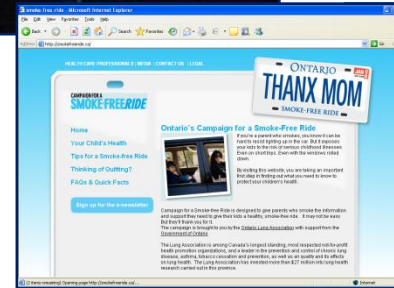 smoke free ride - Microsoft Internet Explorer
File Edit View Favorites Tools Help
Back Search Favorites
Address http://smokefreeride.ca/ Go
HEALTH CARE PROFESSIONALS | MEDIA | CONTACT US | LEGAL
ONTARIO
THANX MOM
SMOKE-FREE RIDE
CAMPAIGN FOR A
SMOKE-FREE RIDE
Home
Your Child's Health
Tips for a Smoke-free Ride
Thinking of Quitting?
FAQs & Quick Facts
Sign up for the e-newsletter
Ontario's Campaign for a Smoke-Free Ride
If you're a parent who smokes, you know it can be
hard to resist lighting up in the car. But it exposes
your kids to the risk of serious childhood illnesses.
Even on short trips. Even with the windows rolled
down.
By visiting this website, you are taking an important
first step in finding out what you need to know to
protect your children's health.
Campaign for a Smoke-Free Ride is designed to give parents who smoke the information
and support they need to give their kids a healthy, smoke-free ride. It may not be easy.
But they'll thank you for it.
The campaign is brought to you by the Ontario Lung Association with support from the
Government of Ontario.
The Lung Association is among Canada's longest standing, most respected not-for-profit
health promotion organizations, and a leader in the prevention and control of chronic lung
disease, asthma, tobacco cessation and prevention, as well as air quality and its effects
on lung health. The Lung Association has invested more than $27 million into lung health
research carried out in this province.
(2 items remaining) Opening page http://smokefreeride.ca/...
Internet